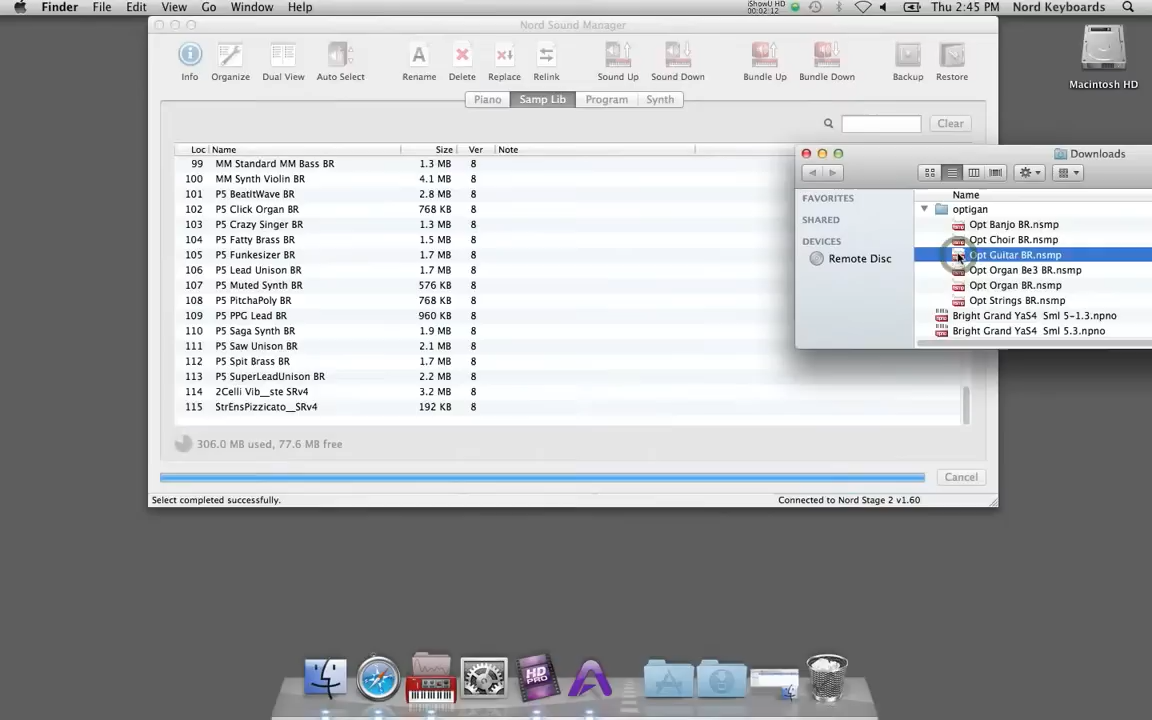 Finder File Edit View Go Window Help iShowU HD 00:02:12 Thu 2:45 PM Nord Keyboards
Nord Sound Manager
Info Organize Dual View Auto Select Rename Delete Replace Relink Sound Up Sound Down Bundle Up Bundle Down Backup Restore
Macintosh HD
Piano Samp Lib Program Synth
Clear
Loc Name Size Ver Note
99 MM Standard MM Bass BR 1.3 MB 8
100 MM Synth Violin BR 4.1 MB 8
101 P5 BeatItWave BR 2.8 MB 8
102 P5 Click Organ BR 768 KB 8
103 P5 Crazy Singer BR 1.3 MB 8
104 P5 Fatty Brass BR 1.5 MB 8
105 P5 Funkesizer BR 1.7 MB 8
106 P5 Lead Unison BR 1.4 MB 8
107 P5 Muted Synth BR 576 KB 8
108 P5 PitchaPoly BR 768 KB 8
109 P5 PPG Lead BR 960 KB 8
110 P5 Saga Synth BR 1.9 MB 8
111 P5 Saw Unison BR 2.1 MB 8
112 P5 Spit Brass BR 1.7 MB 8
113 P5 SuperLeadUnison BR 2.2 MB 8
114 2Celli Vib__ste SRv4 3.2 MB 8
115 StrEnsPizzicato__SRv4 192 KB 8
306.0 MB used, 77.6 MB free
Cancel
Select completed successfully. Connected to Nord Stage 2 v1.60
Downloads
FAVORITES
SHARED
DEVICES
Remote Disc
Name
optigan
Opt Banjo BR.nsmp
Opt Choir BR.nsmp
Opt Guitar BR.nsmp
Opt Organ Be3 BR.nsmp
Opt Organ BR.nsmp
Opt Strings BR.nsmp
Bright Grand YaS4 Sml 5-1.3.npno
Bright Grand YaS4 Sml 5.3.npno
HD
PRO